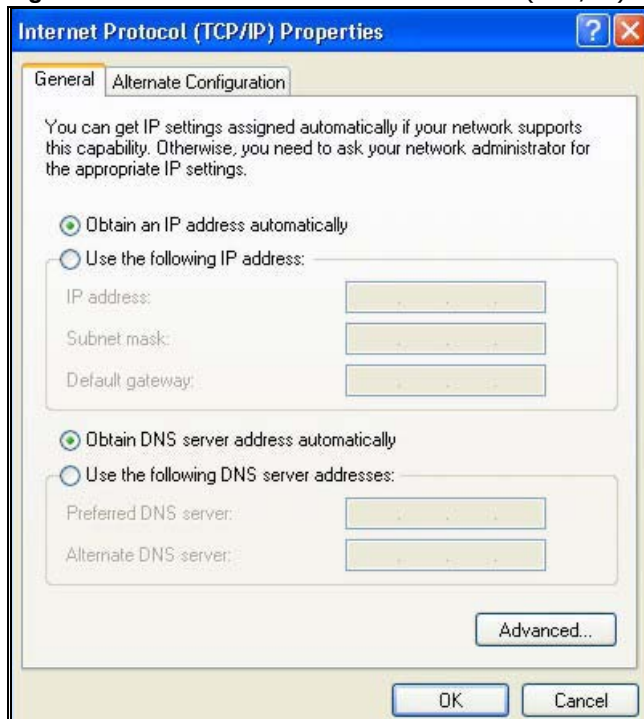 Internet Protocol (TCP/IP) Properties
General
Alternate Configuration
You can get IP settings assigned automatically if your network supports
this capability. Otherwise, you need to ask your network administrator for
the appropriate IP settings.
Obtain an IP address automatically
Use the following IP address:
IP address:
Subnet mask:
Default gateway:
Obtain DNS server address automatically
Use the following DNS server addresses:
Preferred DNS server:
Alternate DNS server:
Advanced...
OK
Cancel